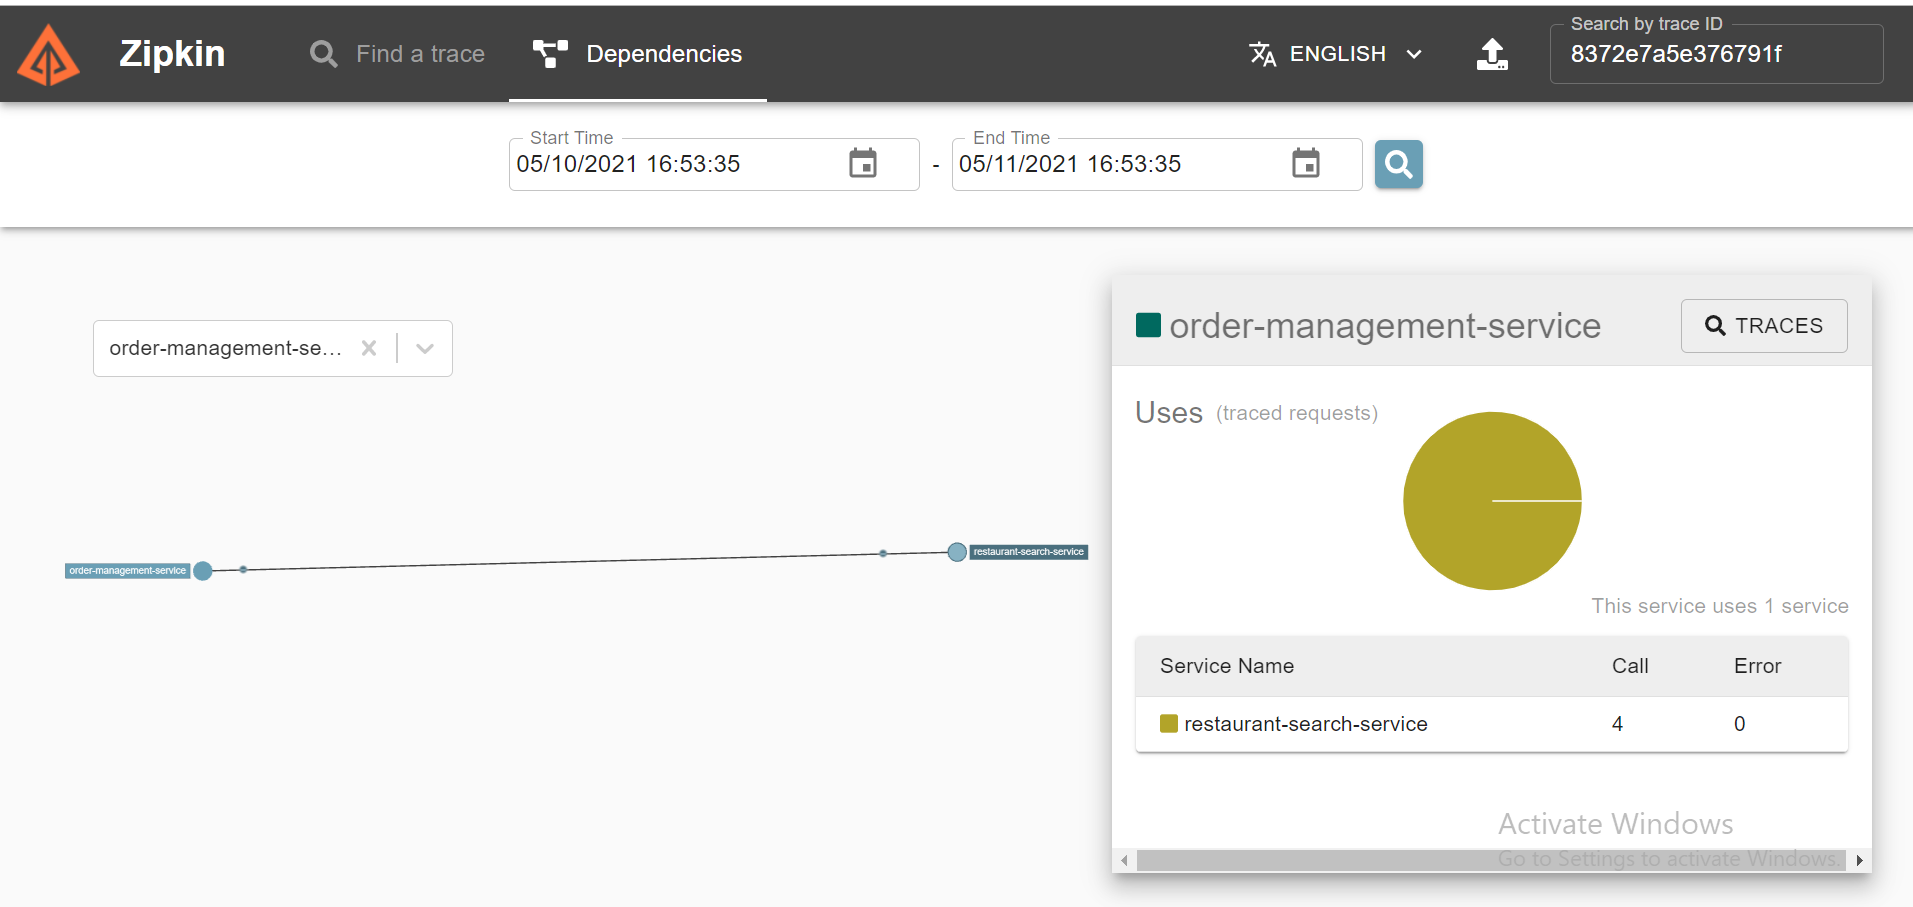 Zipkin
Find a trace
Dependencies
ENGLISH
Search by trace ID
8372e7a5e376791f
Start Time
05/10/2021 16:53:35
-
End Time
05/11/2021 16:53:35
order-management-se...
order-management-service
TRACES
Uses (traced requests)
order-management-service
restaurant-search-service
This service uses 1 service
Service Name Call Error
restaurant-search-service 4 0
Activate Windows
Go to Settings to activate Windows.